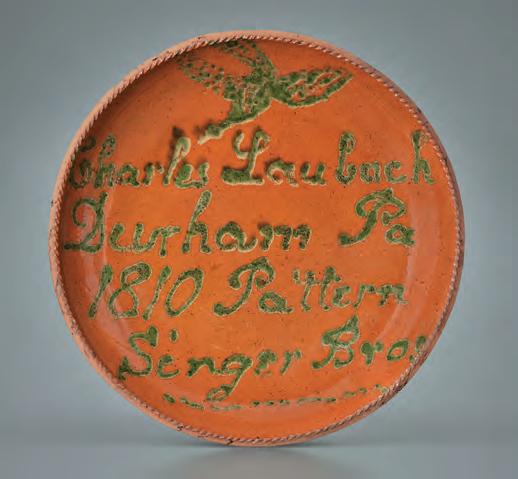 Charles Laubach
Durham Pa
1810 Pattern
Singer Bros